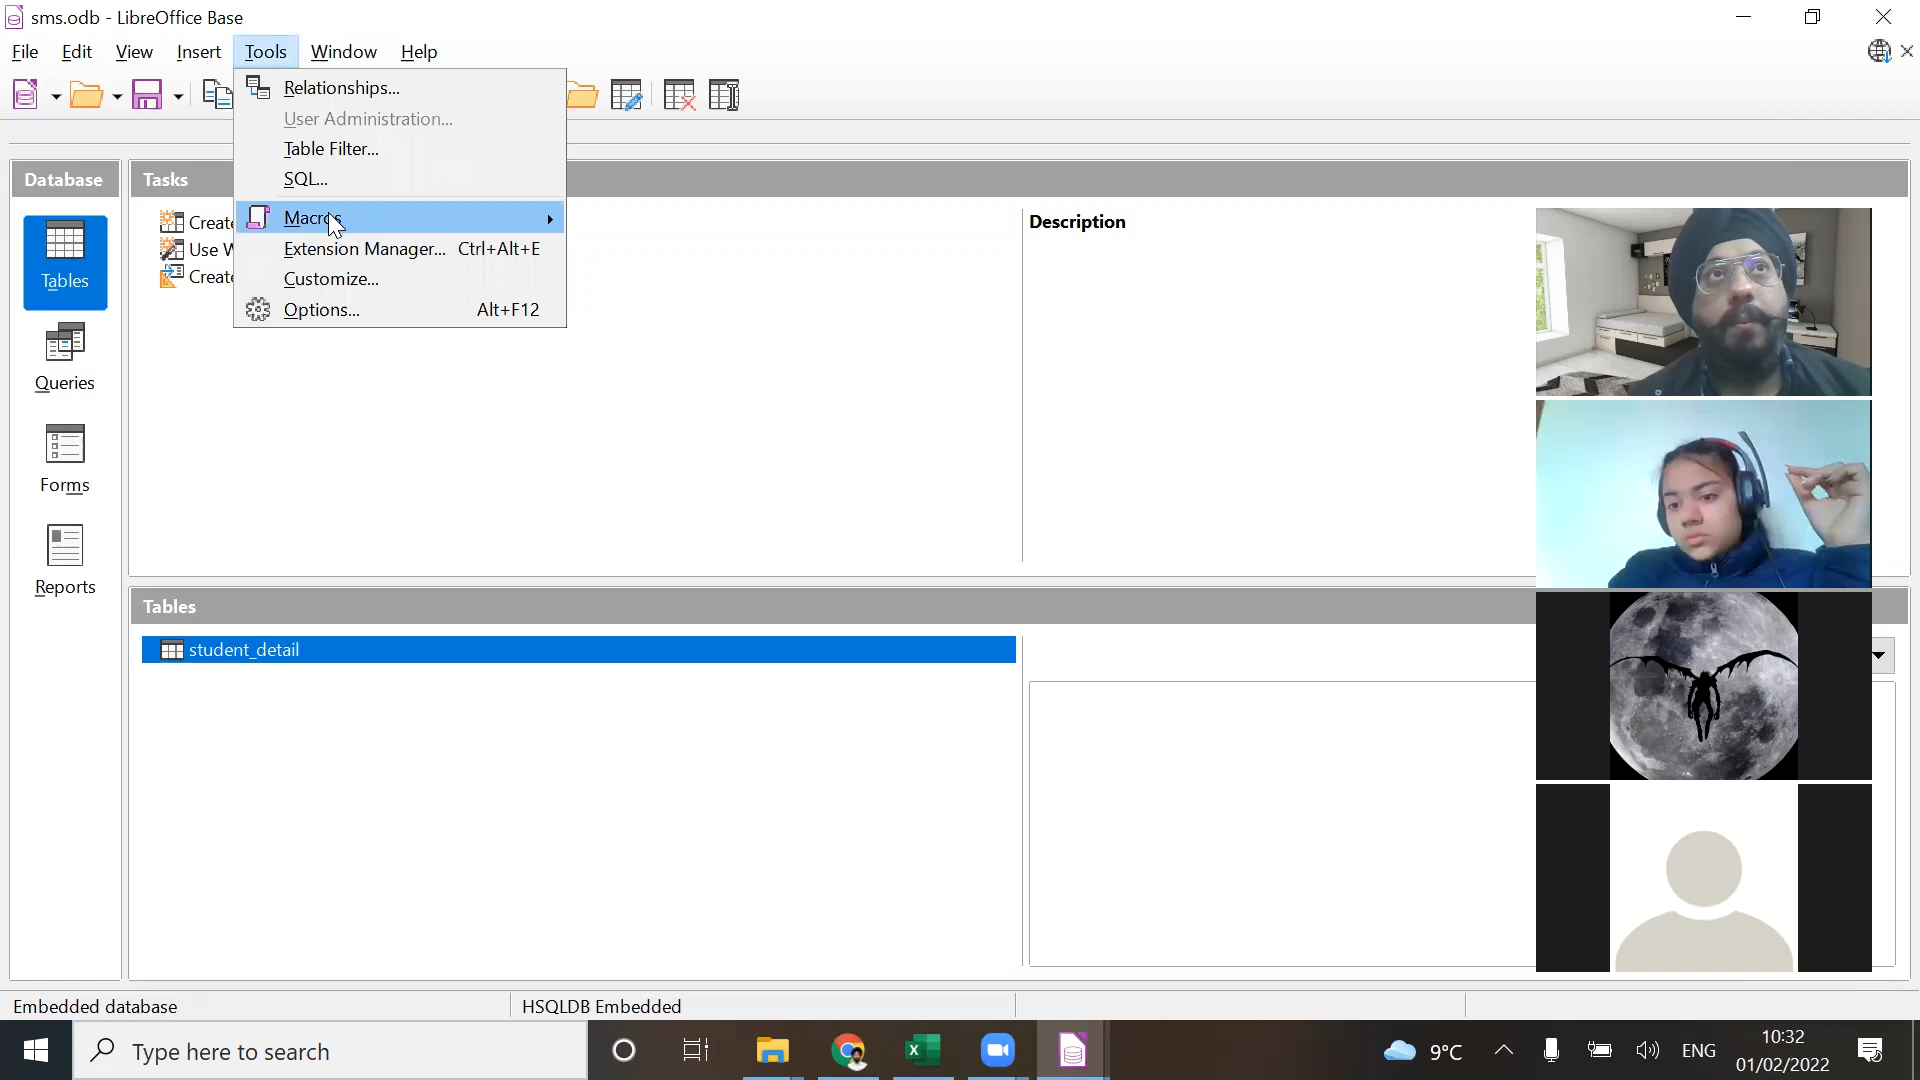 sms.odb - LibreOffice Base
File Edit View Insert Tools Window Help
Relationships...
User Administration...
Table Filter...
SQL...
Macros
Extension Manager... Ctrl+Alt+E
Customize...
Options... Alt+F12
Database
Tables
Queries
Forms
Reports
Tasks
Create
Use W
Create
Description
Tables
student_detail
Embedded database
HSQLDB Embedded
Type here to search
9°C
ENG
10:32
01/02/2022